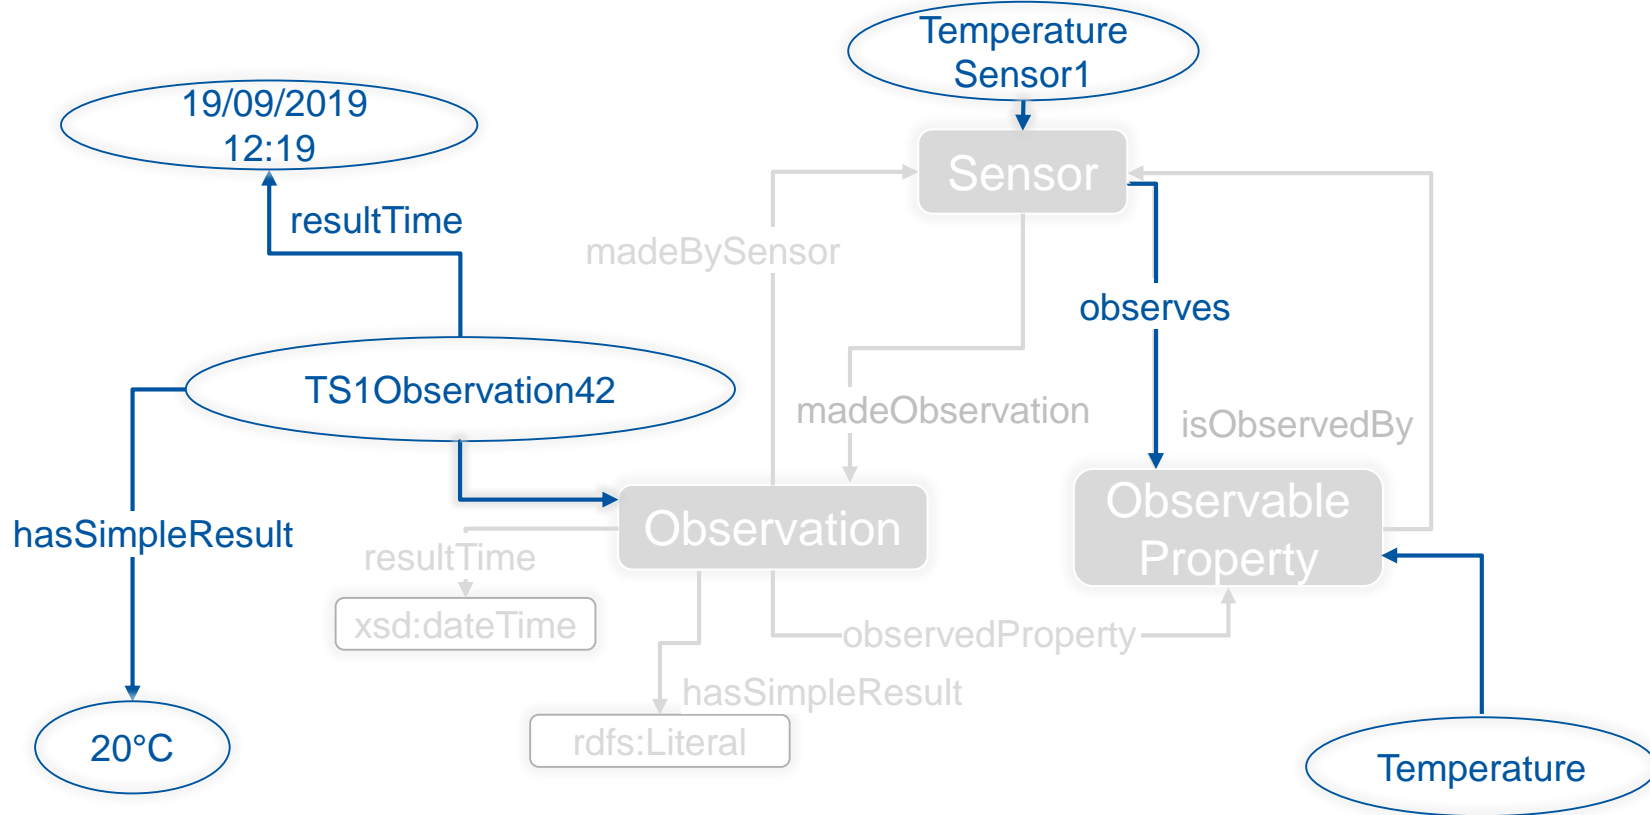 Temperature
Sensor1
19/09/2019
12:19
Sensor
resultTime
madeBySensor
observes
TS1Observation42
madeObservation
isObservedBy
Observable
Property
hasSimpleResult
Observation
resultTime
xsd:dateTime
observedProperty
hasSimpleResult
rdfs:Literal
20°C
Temperature